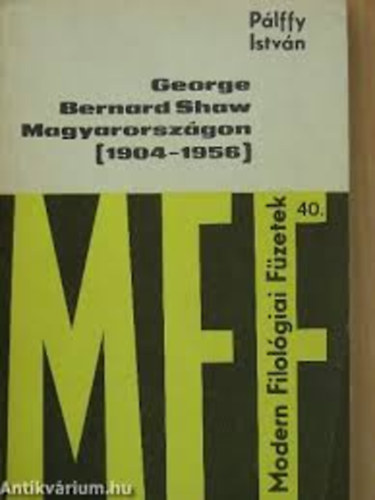 Pálffy
István
George
Bernard Shaw
Magyarországon
[1904-1956]
MFF
Modern Filológiai Füzetek
40.
Antikvárium.hu